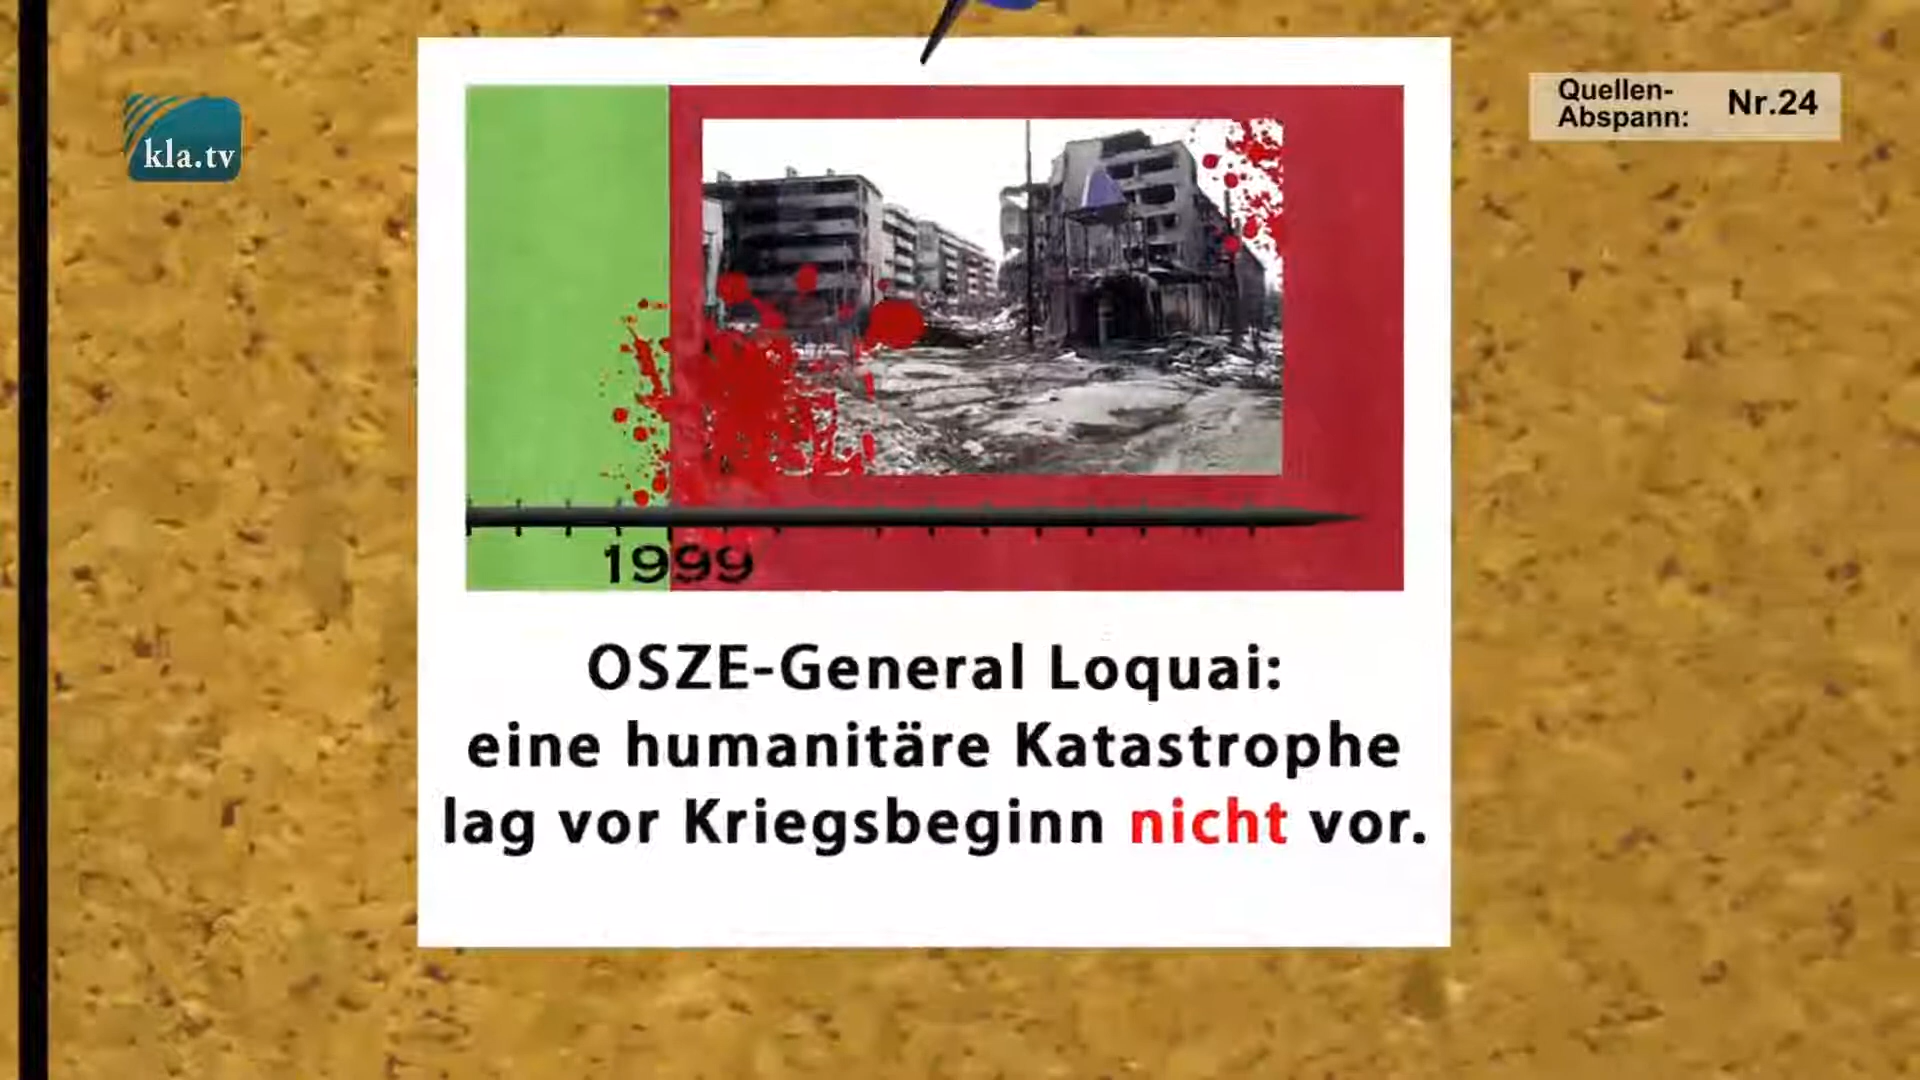 kla.tv
Quellen-
Abspann: Nr.24
1999
OSZE-General Loquai:
eine humanitäre Katastrophe
lag vor Kriegsbeginn nicht vor.